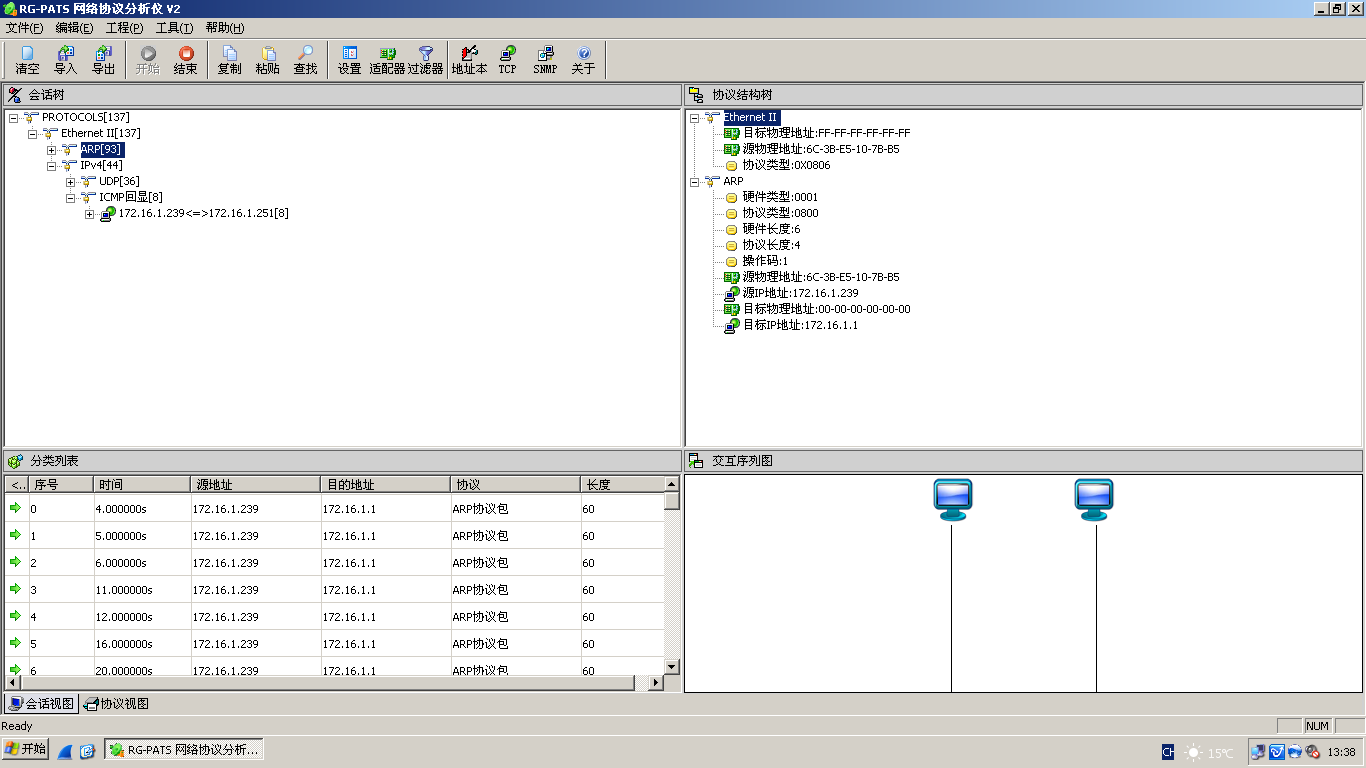 RG-PATS 网络协议分析仪 V2
文件(F) 编辑(E) 工程(P) 工具(T) 帮助(H)
清空 导入 导出 开始 结束 复制 粘贴 查找 设置 适配器 过滤器 地址本 TCP SNMP 关于
会话树
PROTOCOLS[137]
Ethernet II[137]
ARP[93]
IPv4[44]
UDP[36]
ICMP回显[8]
172.16.1.239<=>172.16.1.251[8]
协议结构树
Ethernet II
目标物理地址:FF-FF-FF-FF-FF-FF
源物理地址:6C-3B-E5-10-7B-B5
协议类型:0X0806
ARP
硬件类型:0001
协议类型:0800
硬件长度:6
协议长度:4
操作码:1
源物理地址:6C-3B-E5-10-7B-B5
源IP地址:172.16.1.239
目标物理地址:00-00-00-00-00-00
目标IP地址:172.16.1.1
分类列表
<.. 序号 时间 源地址 目的地址 协议 长度
0 4.000000s 172.16.1.239 172.16.1.1 ARP协议包 60
1 5.000000s 172.16.1.239 172.16.1.1 ARP协议包 60
2 6.000000s 172.16.1.239 172.16.1.1 ARP协议包 60
3 11.000000s 172.16.1.239 172.16.1.1 ARP协议包 60
4 12.000000s 172.16.1.239 172.16.1.1 ARP协议包 60
5 16.000000s 172.16.1.239 172.16.1.1 ARP协议包 60
6 20.000000s 172.16.1.239 172.16.1.1 ARP协议包 60
交互序列图
会话视图 协议视图
Ready NUM
开始 RG-PATS 网络协议分析... CH 15℃ 13:38